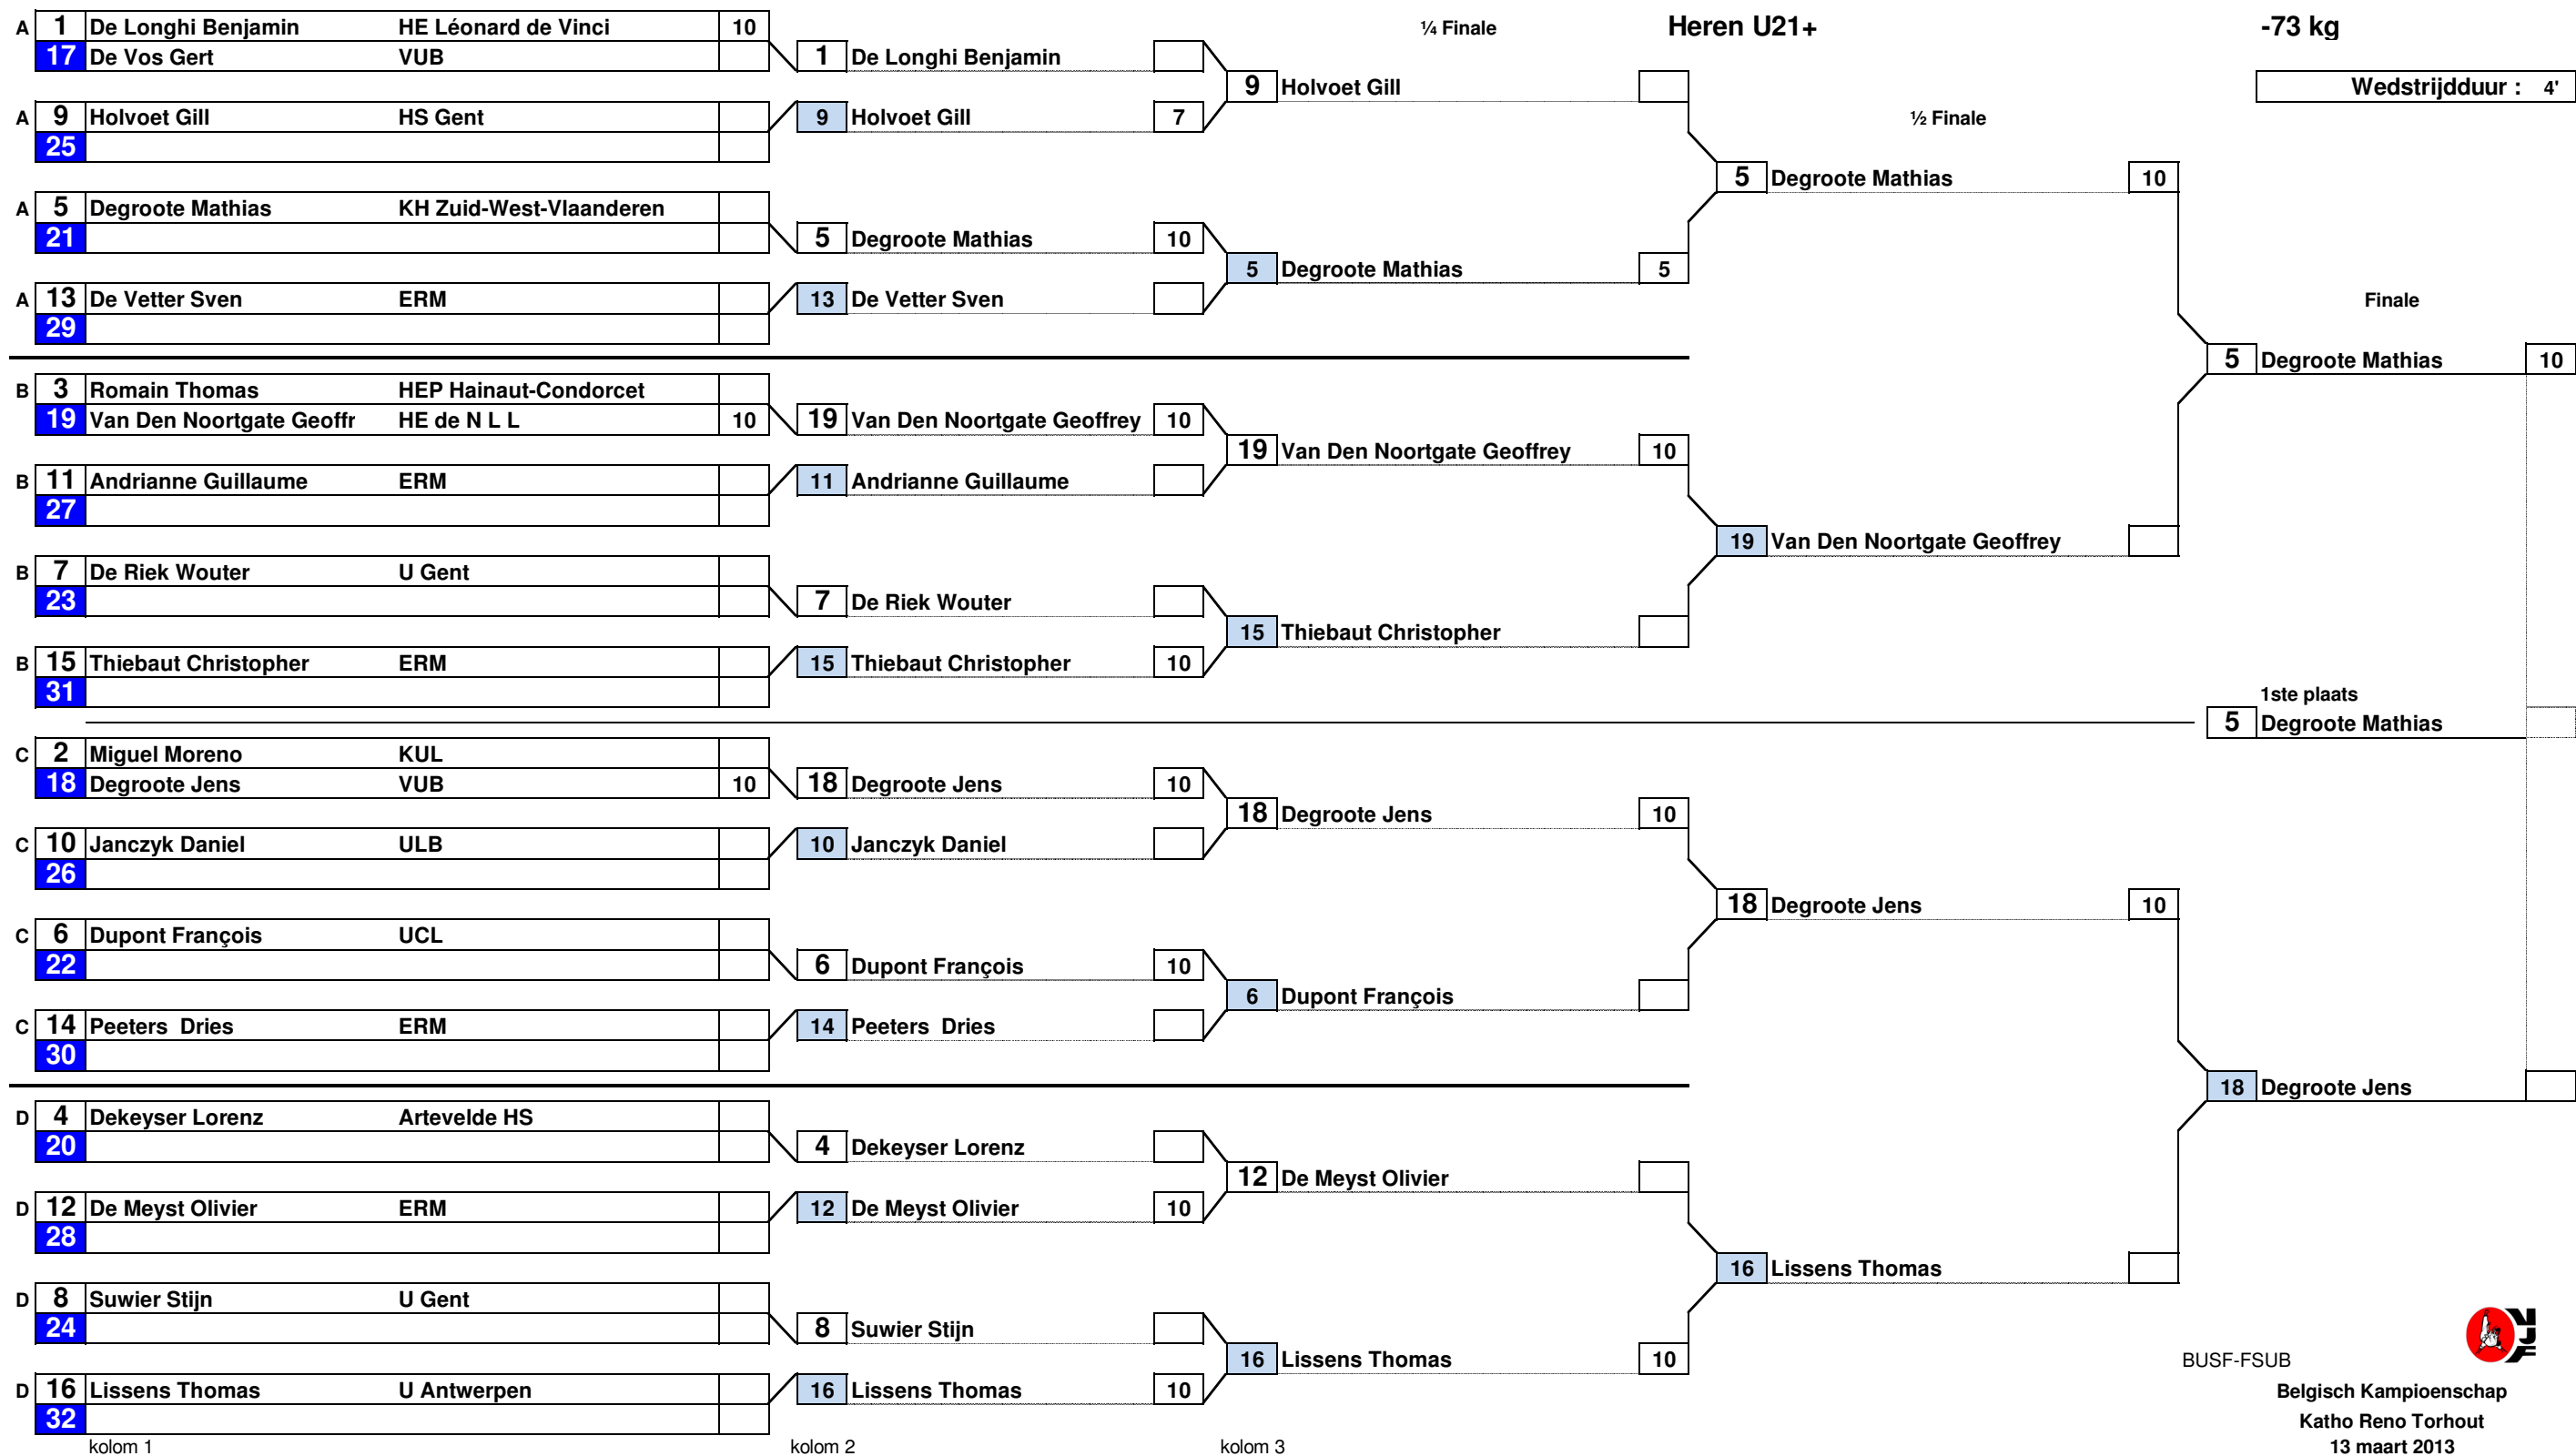 ¼ Finale Heren U21+ -73 kg
Wedstrijdduur : 4'
A 1 De Longhi Benjamin HE Léonard de Vinci 10
17 De Vos Gert VUB
A 9 Holvoet Gill HS Gent
25
A 5 Degroote Mathias KH Zuid-West-Vlaanderen
21
A 13 De Vetter Sven ERM
29
B 3 Romain Thomas HEP Hainaut-Condorcet
19 Van Den Noortgate Geoffr HE de N L L 10
B 11 Andrianne Guillaume ERM
27
B 7 De Riek Wouter U Gent
23
B 15 Thiebaut Christopher ERM
31
C 2 Miguel Moreno KUL
18 Degroote Jens VUB 10
C 10 Janczyk Daniel ULB
26
C 6 Dupont François UCL
22
C 14 Peeters  Dries ERM
30
D 4 Dekeyser Lorenz Artevelde HS
20
D 12 De Meyst Olivier ERM
28
D 8 Suwier Stijn U Gent
24
D 16 Lissens Thomas U Antwerpen
32
kolom 1
1 De Longhi Benjamin
9 Holvoet Gill 7
5 Degroote Mathias 10
13 De Vetter Sven
19 Van Den Noortgate Geoffrey 10
11 Andrianne Guillaume
7 De Riek Wouter
15 Thiebaut Christopher 10
18 Degroote Jens 10
10 Janczyk Daniel
6 Dupont François 10
14 Peeters  Dries
4 Dekeyser Lorenz
12 De Meyst Olivier 10
8 Suwier Stijn
16 Lissens Thomas 10
kolom 2
9 Holvoet Gill
5 Degroote Mathias 5
19 Van Den Noortgate Geoffrey 10
15 Thiebaut Christopher
18 Degroote Jens 10
6 Dupont François
12 De Meyst Olivier
16 Lissens Thomas 10
kolom 3
½ Finale
5 Degroote Mathias 10
19 Van Den Noortgate Geoffrey
18 Degroote Jens 10
16 Lissens Thomas
Finale
5 Degroote Mathias 10
1ste plaats
5 Degroote Mathias
18 Degroote Jens
VJF
BUSF-FSUB
Belgisch Kampioenschap
Katho Reno Torhout
13 maart 2013